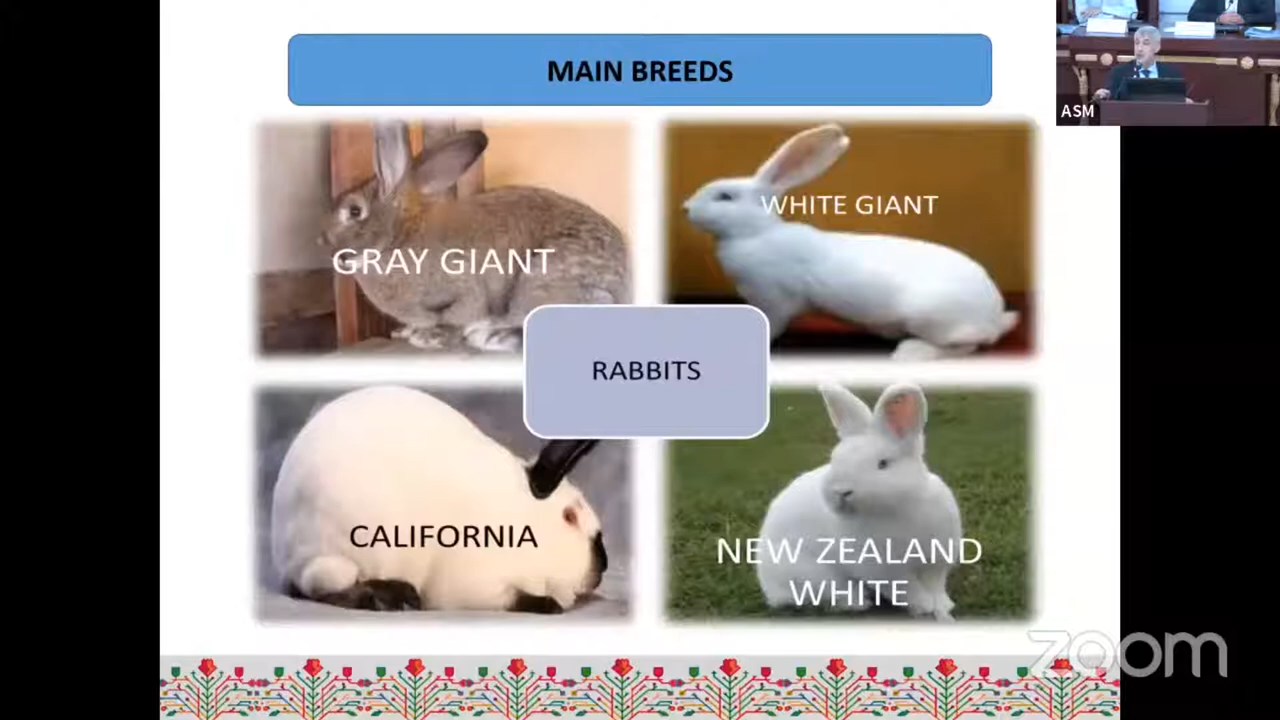 MAIN BREEDS
ASM
GRAY GIANT
WHITE GIANT
RABBITS
CALIFORNIA
NEW ZEALAND
WHITE
zoom